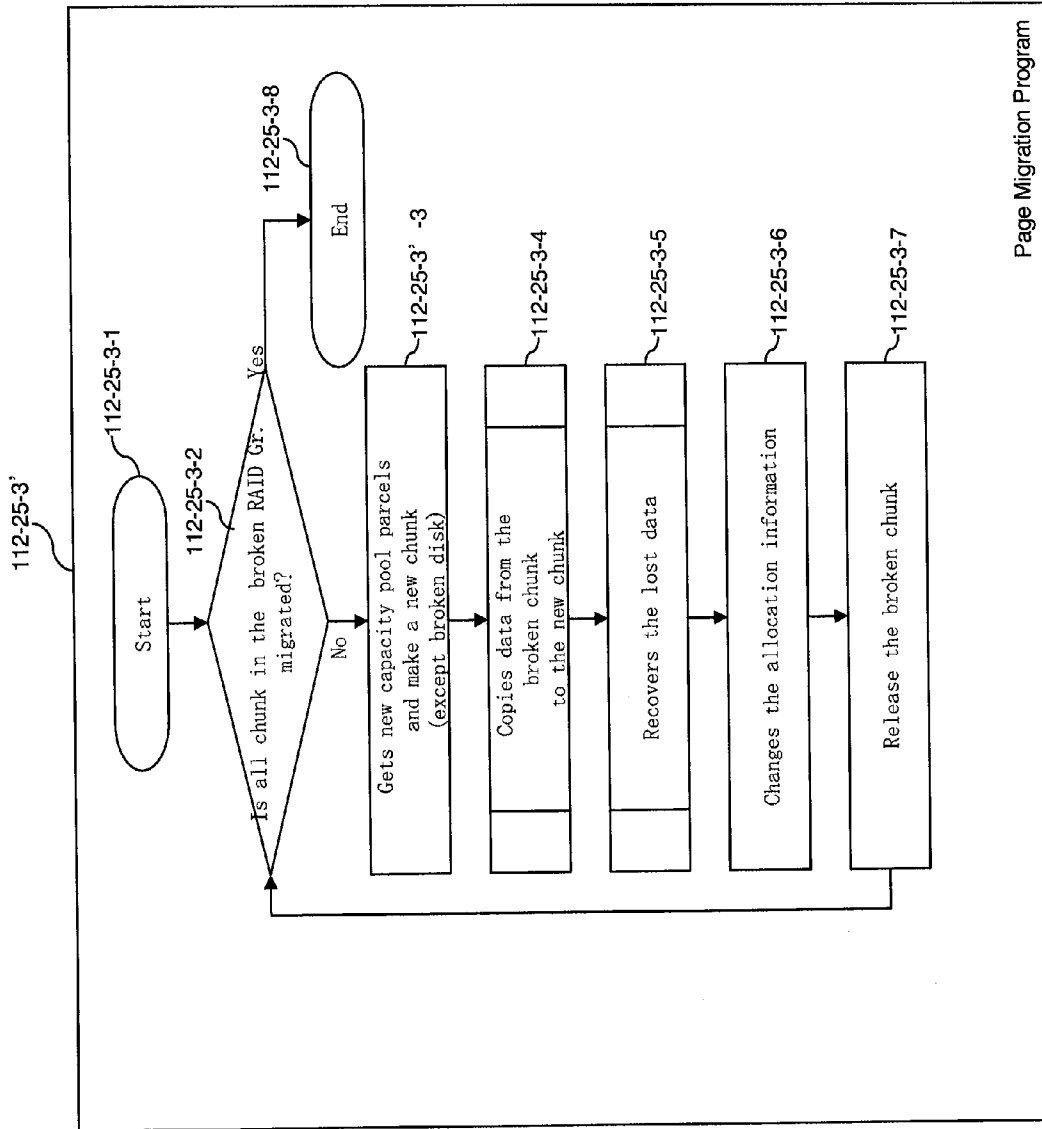 112-25-3'
112-25-3-1
Start
112-25-3-2
Is all chunk in the broken RAID Gr.
migrated?
Yes
No
112-25-3-8
End
112-25-3' -3
Gets new capacity pool parcels
and make a new chunk
(except broken disk)
112-25-3-4
Copies data from the
broken chunk
to the new chunk
112-25-3-5
Recovers the lost data
112-25-3-6
Changes the allocation information
112-25-3-7
Release the broken chunk
Page Migration Program